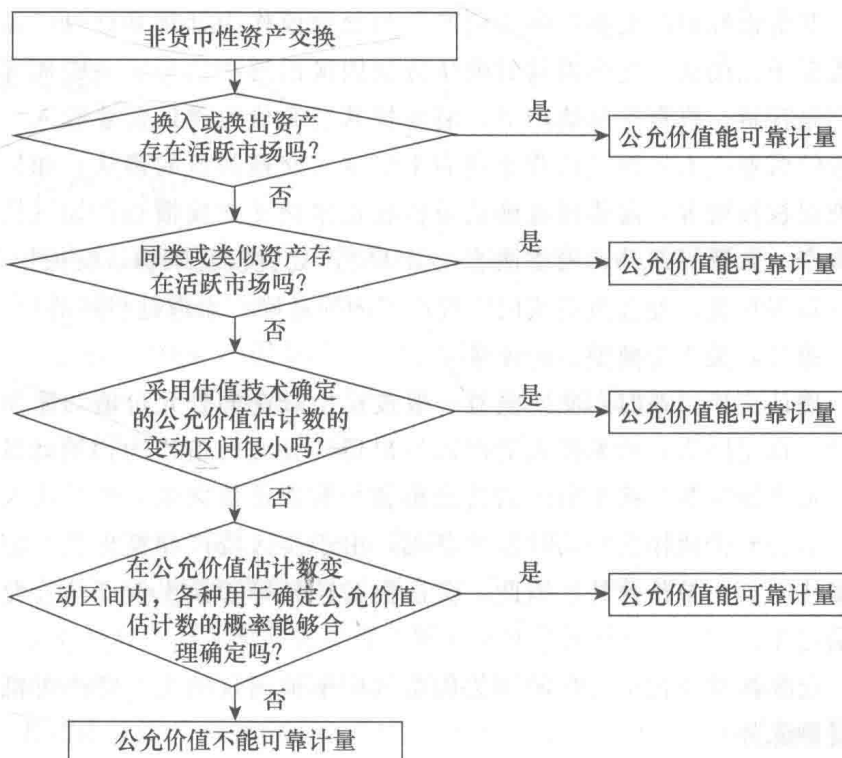 非货币性资产交换
换入或换出资产
存在活跃市场吗?
是
公允价值能可靠计量
否
同类或类似资产存
在活跃市场吗?
是
公允价值能可靠计量
否
采用估值技术确定
的公允价值估计数的
变动区间很小吗?
是
公允价值能可靠计量
否
在公允价值估计数变
动区间内，各种用于确定公允价值
估计数的概率能够合
理确定吗?
是
公允价值能可靠计量
否
公允价值不能可靠计量